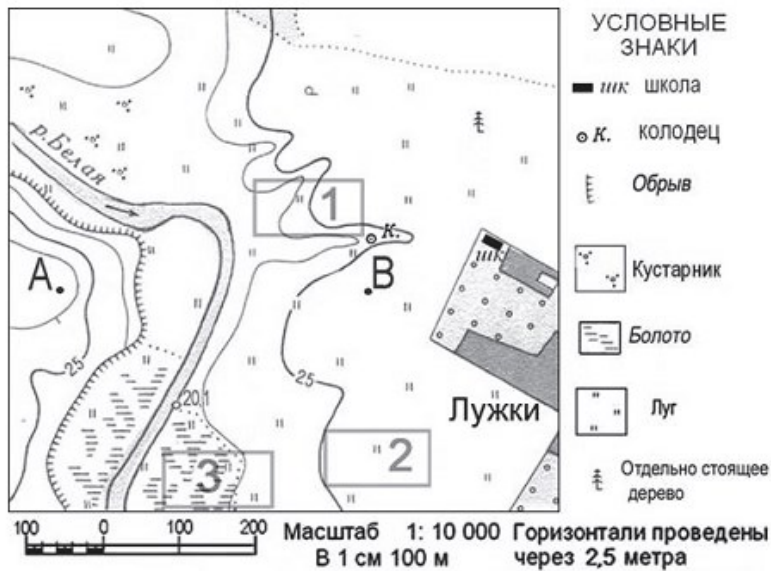 р.Белая
А
25
20,1
1
К.
В
25
шк
Лужки
2
3
УСЛОВНЫЕ
ЗНАКИ
шк школа
К. колодец
Обрыв
Кустарник
Болото
Луг
Отдельно стоящее
дерево
100 0 100 200
Масштаб 1: 10 000 Горизонтали проведены
В 1 см 100 м через 2,5 метра